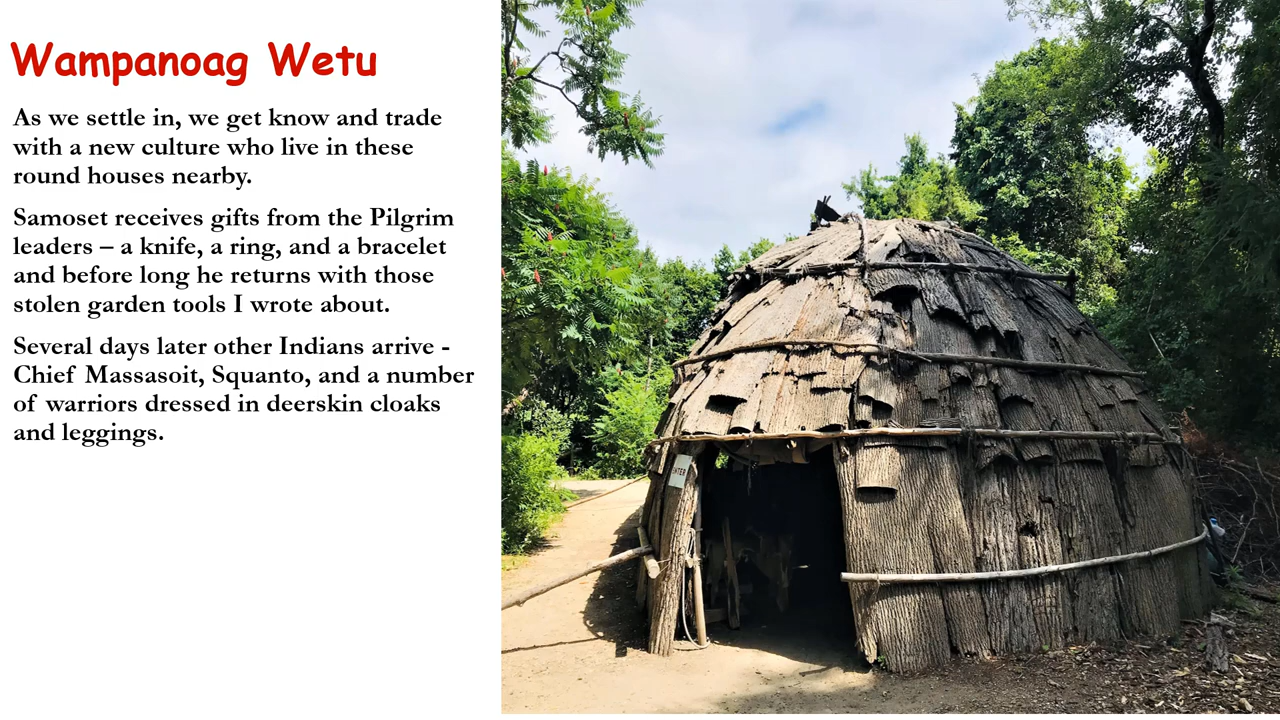 Wampanoag Wetu
As we settle in, we get know and trade
with a new culture who live in these
round houses nearby.
Samoset receives gifts from the Pilgrim
leaders – a knife, a ring, and a bracelet
and before long he returns with those
stolen garden tools I wrote about.
Several days later other Indians arrive -
Chief Massasoit, Squanto, and a number
of warriors dressed in deerskin cloaks
and leggings.